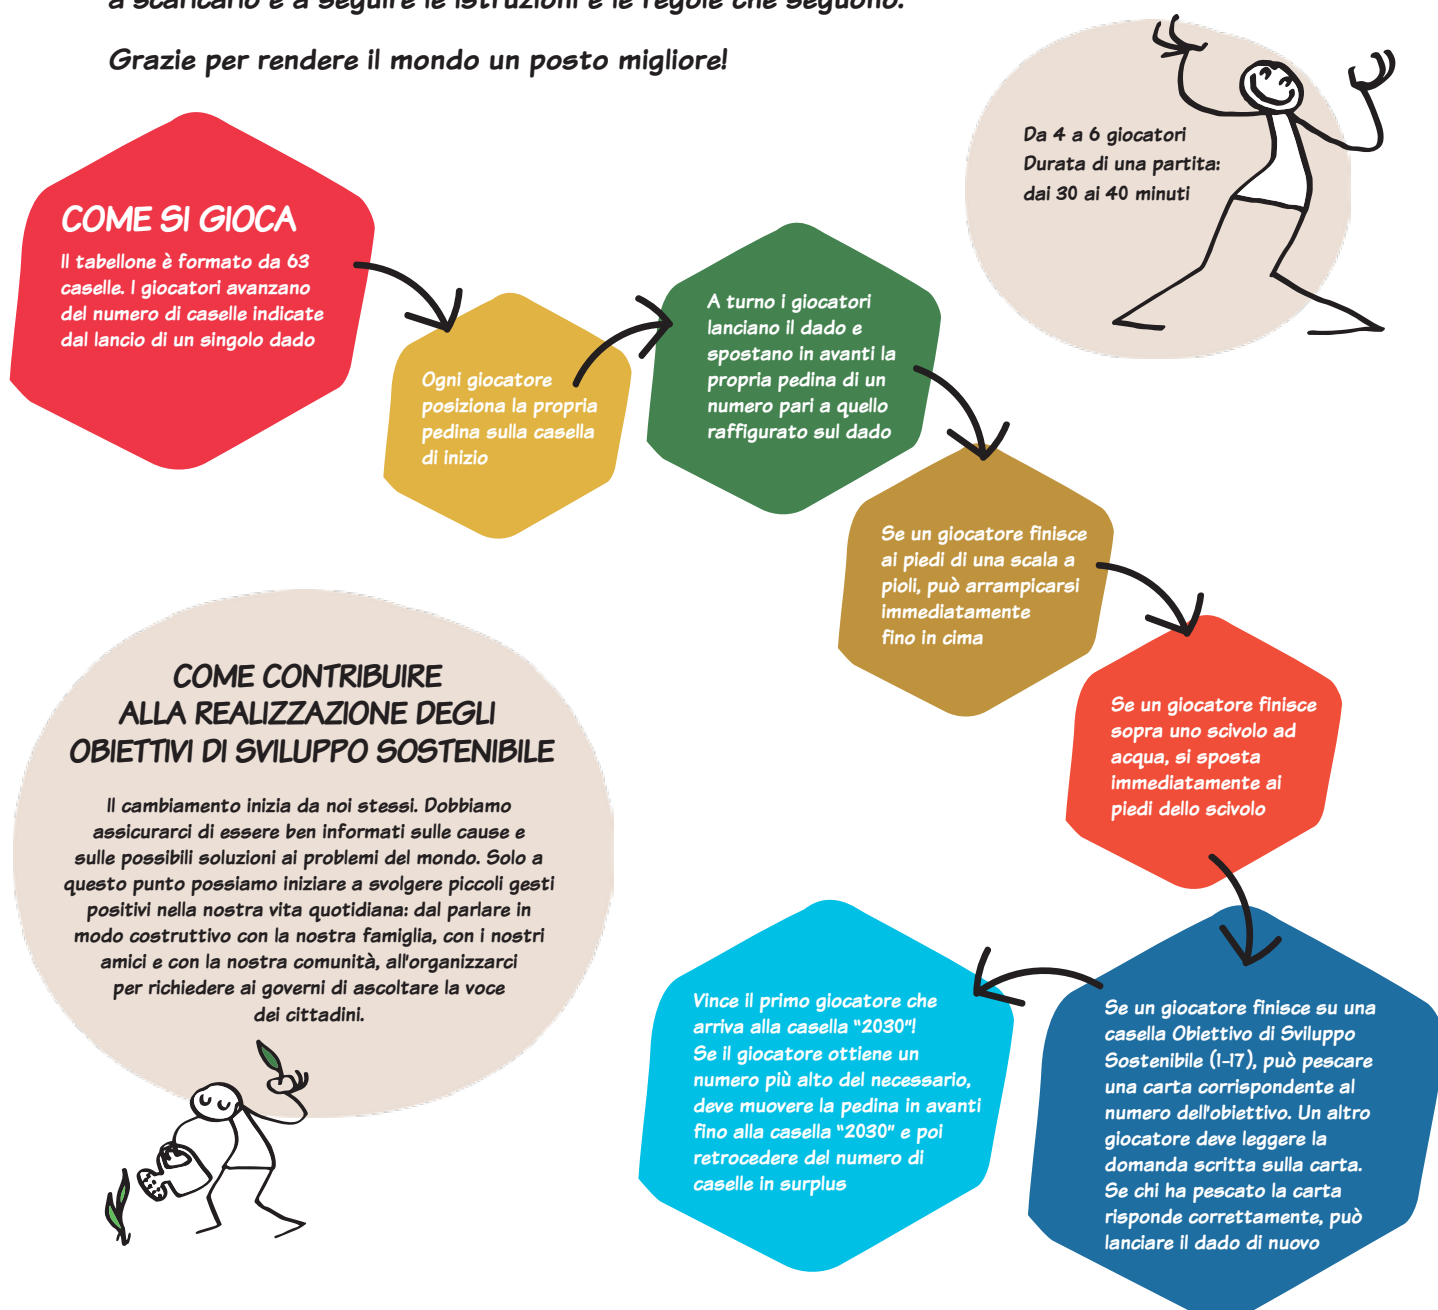 a scaricarlo e a seguire le istruzioni e le regole che seguono.
Grazie per rendere il mondo un posto migliore!
Da 4 a 6 giocatori
Durata di una partita:
dai 30 ai 40 minuti
COME SI GIOCA
Il tabellone è formato da 63
caselle. I giocatori avanzano
del numero di caselle indicate
dal lancio di un singolo dado
Ogni giocatore
posiziona la propria
pedina sulla casella
di inizio
A turno i giocatori
lanciano il dado e
spostano in avanti la
propria pedina di un
numero pari a quello
raffigurato sul dado
Se un giocatore finisce
ai piedi di una scala a
pioli, può arrampicarsi
immediatamente
fino in cima
Se un giocatore finisce
sopra uno scivolo ad
acqua, si sposta
immediatamente ai
piedi dello scivolo
Se un giocatore finisce su una
casella Obiettivo di Sviluppo
Sostenibile (1-17), può pescare
una carta corrispondente al
numero dell'obiettivo. Un altro
giocatore deve leggere la
domanda scritta sulla carta.
Se chi ha pescato la carta
risponde correttamente, può
lanciare il dado di nuovo
Vince il primo giocatore che
arriva alla casella "2030"!
Se il giocatore ottiene un
numero più alto del necessario,
deve muovere la pedina in avanti
fino alla casella "2030" e poi
retrocedere del numero di
caselle in surplus
COME CONTRIBUIRE
ALLA REALIZZAZIONE DEGLI
OBIETTIVI DI SVILUPPO SOSTENIBILE
Il cambiamento inizia da noi stessi. Dobbiamo
assicurarci di essere ben informati sulle cause e
sulle possibili soluzioni ai problemi del mondo. Solo a
questo punto possiamo iniziare a svolgere piccoli gesti
positivi nella nostra vita quotidiana: dal parlare in
modo costruttivo con la nostra famiglia, con i nostri
amici e con la nostra comunità, all'organizzarci
per richiedere ai governi di ascoltare la voce
dei cittadini.